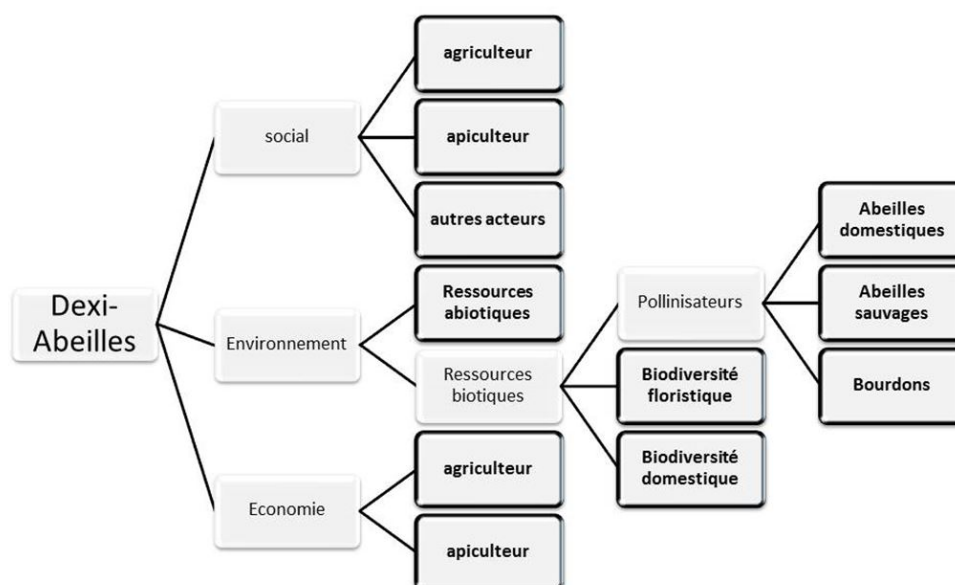 Dexi-
Abeilles
social
agriculteur
apiculteur
autres acteurs
Environnement
Ressources
abiotiques
Ressources
biotiques
Pollinisateurs
Abeilles
domestiques
Abeilles
sauvages
Bourdons
Biodiversité
floristique
Biodiversité
domestique
Economie
agriculteur
apiculteur